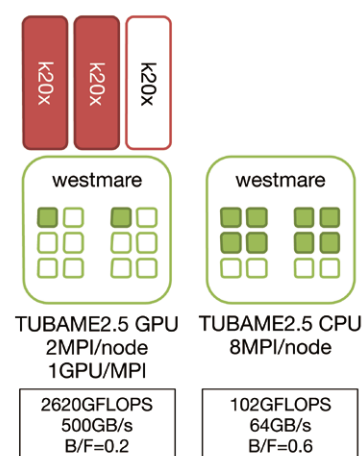 k20x
k20x
k20x
westmare
TUBAME2.5 GPU
2MPI/node
1GPU/MPI
2620GFLOPS
500GB/s
B/F=0.2
westmare
TUBAME2.5 CPU
8MPI/node
102GFLOPS
64GB/s
B/F=0.6